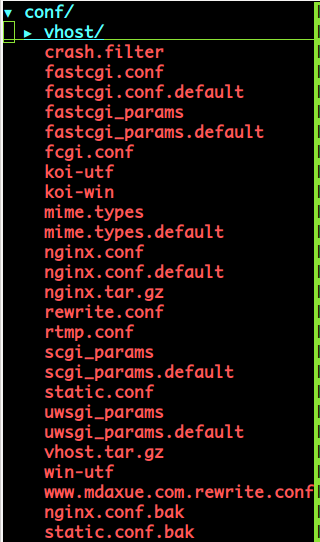 ▼ conf/
▶ vhost/
crash.filter
fastcgi.conf
fastcgi.conf.default
fastcgi_params
fastcgi_params.default
fcgi.conf
koi-utf
koi-win
mime.types
mime.types.default
nginx.conf
nginx.conf.default
nginx.tar.gz
rewrite.conf
rtmp.conf
scgi_params
scgi_params.default
static.conf
uwsgi_params
uwsgi_params.default
vhost.tar.gz
win-utf
www.mdaxue.com.rewrite.conf
nginx.conf.bak
static.conf.bak